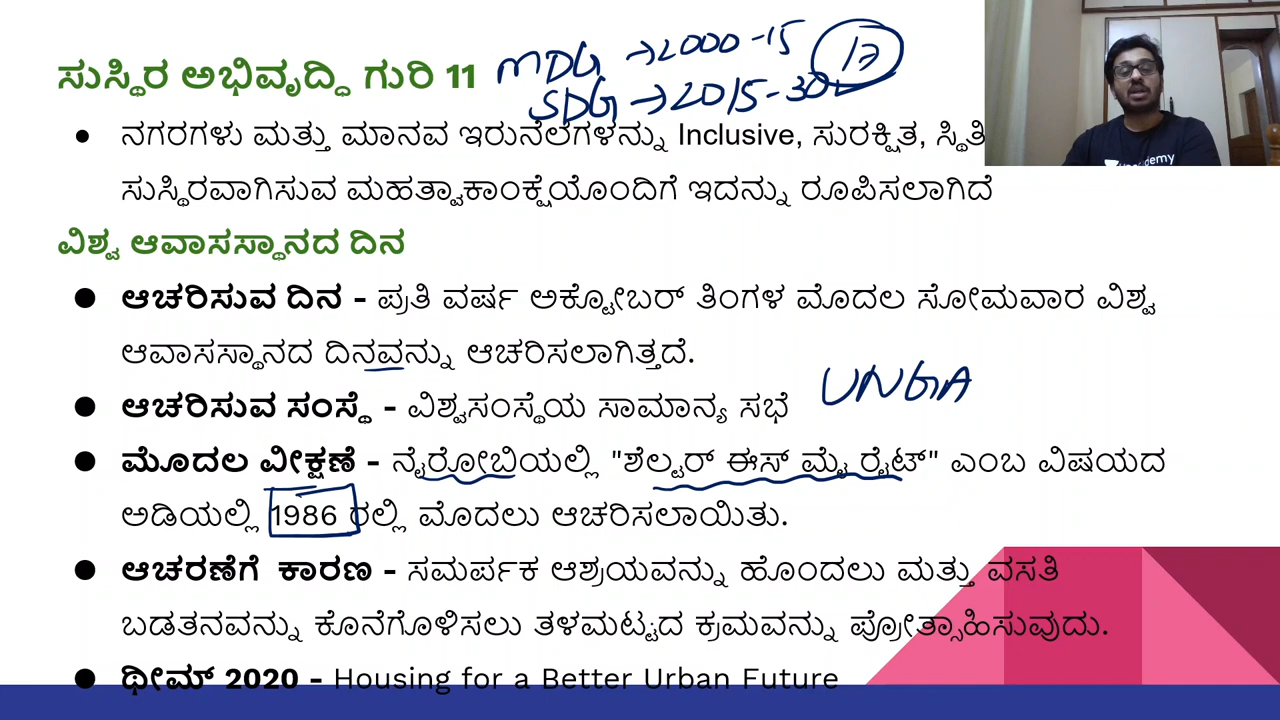 MDG → 2000-15 17
ಸುಸ್ಥಿರ ಅಭಿವೃದ್ಧಿ ಗುರಿ 11 SDG → 2015-30
● ನಗರಗಳು ಮತ್ತು ಮಾನವ ಇರುನೆಲೆಗಳನ್ನು Inclusive, ಸುರಕ್ಷಿತ,
ಸುಸ್ಥಿರವಾಗಿಸುವ ಮಹತ್ವಾಕಾಂಕ್ಷೆಯೊಂದಿಗೆ ಇದನ್ನು ರೂಪಿಸಲಾಗಿದೆ
ವಿಶ್ವ ಆವಾಸಸ್ಥಾನದ ದಿನ
● ಆಚರಿಸುವ ದಿನ - ಪ್ರತಿ ವರ್ಷ ಅಕ್ಟೋಬರ್ ತಿಂಗಳ ಮೊದಲ ಸೋಮವಾರ ವಿಶ್ವ
ಆವಾಸಸ್ಥಾನದ ದಿನವನ್ನು ಆಚರಿಸಲಾಗಿತ್ತದೆ.
● ಆಚರಿಸುವ ಸಂಸ್ಥೆ - ವಿಶ್ವಸಂಸ್ಥೆಯ ಸಾಮಾನ್ಯ ಸಭೆ UNGA
● ಮೊದಲ ವೀಕ್ಷಣೆ - ನೈರೋಬಿಯಲ್ಲಿ "ಶೆಲ್ಟರ್ ಈಸ್ ಮೈ ರೈಟ್" ಎಂಬ ವಿಷಯದ
ಅಡಿಯಲ್ಲಿ 1986 ರಲ್ಲಿ ಮೊದಲು ಆಚರಿಸಲಾಯಿತು.
● ಆಚರಣೆಗೆ ಕಾರಣ - ಸಮರ್ಪಕ ಆಶ್ರಯವನ್ನು ಹೊಂದಲು ಮತ್ತು ವಸತಿ
ಬಡತನವನ್ನು ಕೊನೆಗೊಳಿಸಲು ತಳಮಟ್ಟದ ಕ್ರಮವನ್ನು ಪ್ರೋತ್ಸಾಹಿಸುವುದು.
● ಥೀಮ್ 2020 - Housing for a Better Urban Future